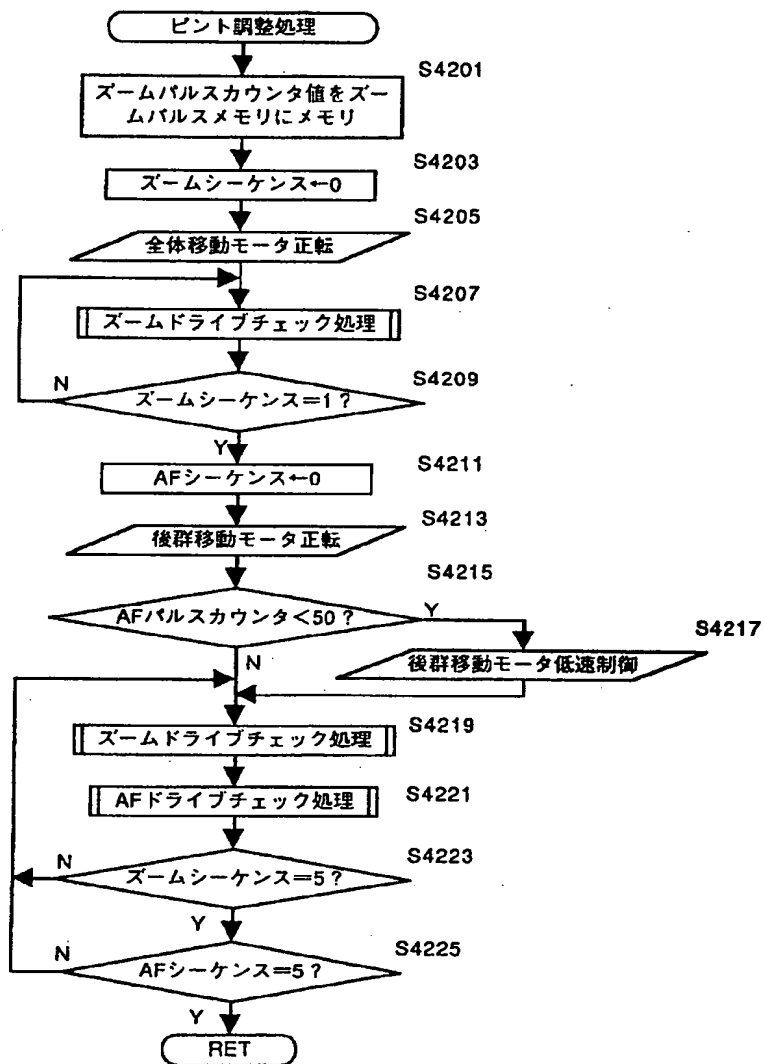 ピント調整処理
S4201
ズームパルスカウンタ値をズー
ムパルスメモリにメモリ
S4203
ズームシーケンス←0
S4205
全体移動モータ正転
S4207
ズームドライブチェック処理
S4209
N
ズームシーケンス=1?
Y
S4211
AFシーケンス←0
S4213
後群移動モータ正転
S4215
AFパルスカウンタ<50?
Y
S4217
N
後群移動モータ低速制御
S4219
ズームドライブチェック処理
S4221
AFドライブチェック処理
S4223
N
ズームシーケンス=5?
Y
S4225
N
AFシーケンス=5?
Y
RET